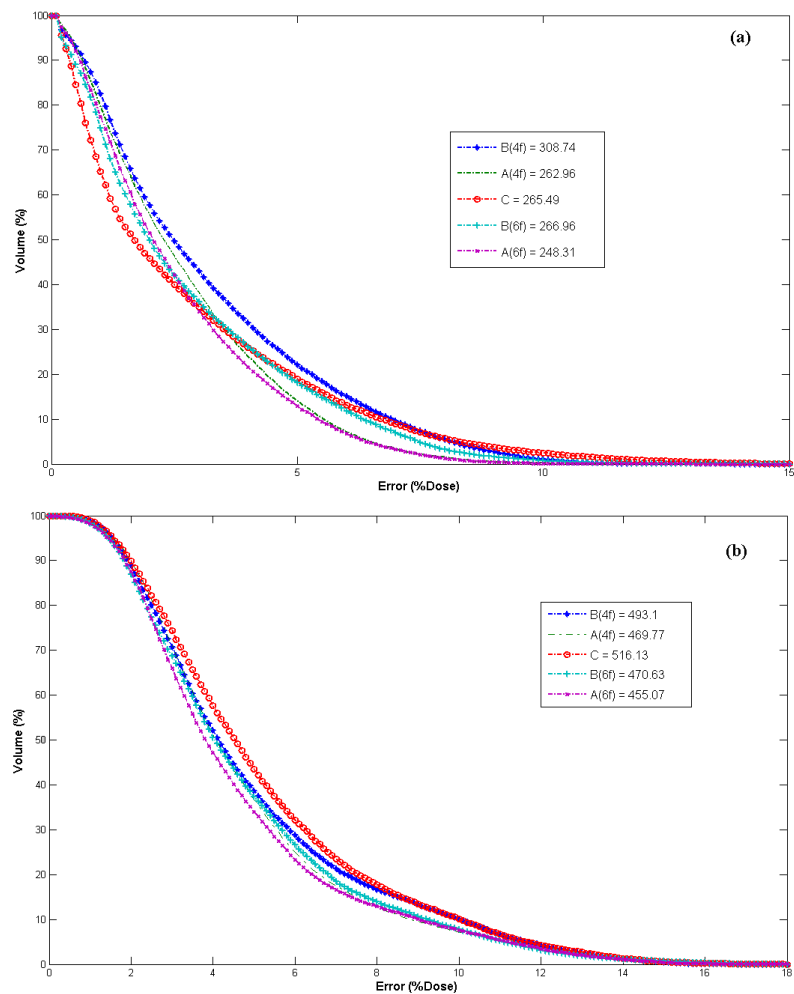 (a)
100
90
80
70
60
50
40
30
20
10
0
Volume (%)
B(4f) = 308.74
A(4f) = 262.96
C = 265.49
B(6f) = 266.96
A(6f) = 248.31
0 5 10 15
Error (%Dose)
(b)
100
90
80
70
60
50
40
30
20
10
0
Volume (%)
B(4f) = 493.1
A(4f) = 469.77
C = 516.13
B(6f) = 470.63
A(6f) = 455.07
0 2 4 6 8 10 12 14 16 18
Error (%Dose)